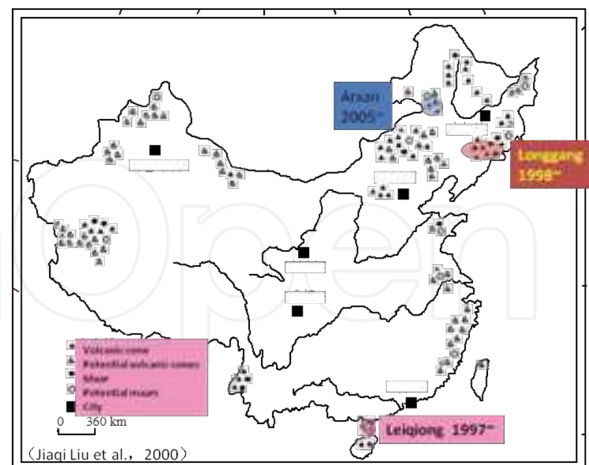 Arxan
2005~
Longgang
1998~
Volcanic cone
Potential volcanic cones
Maar
Potential maars
City
0 360 km
Leiqiong 1997~
(Jiaqi Liu et al., 2000)
Open